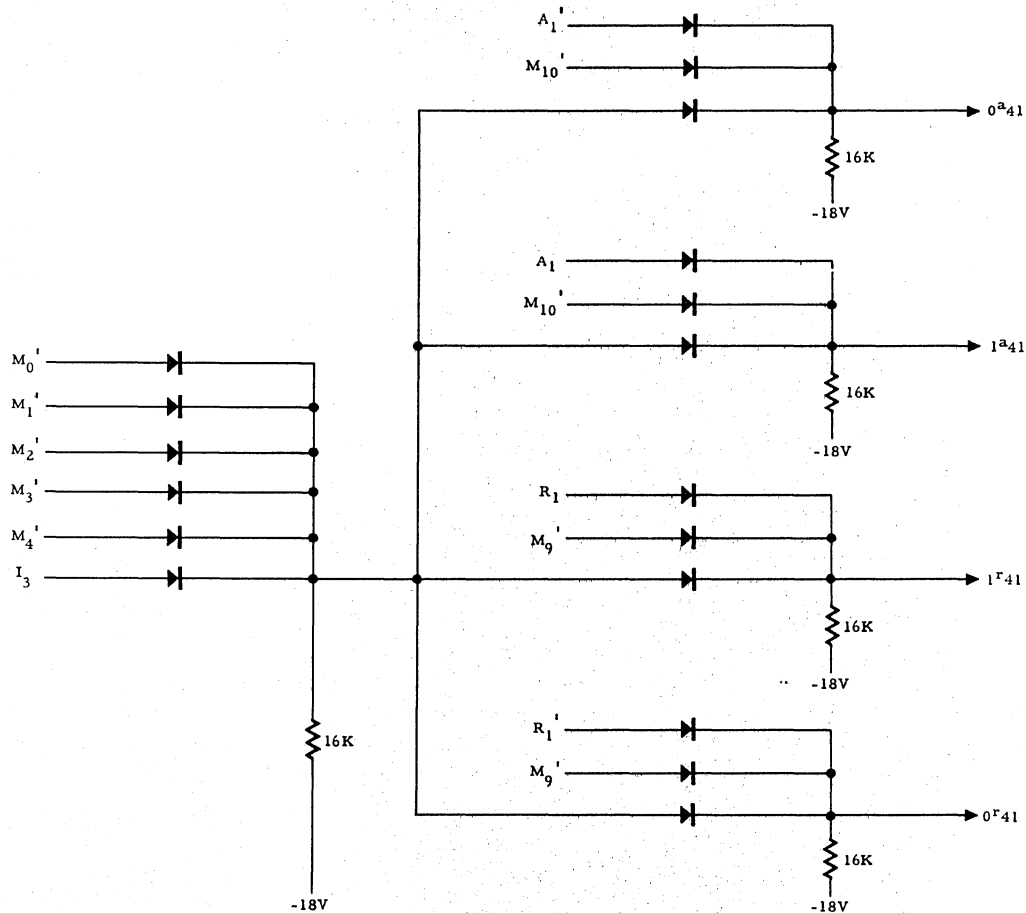 A₁'
M₁₀'
0ᵃ41
16K
-18V
A₁
M₁₀'
1ᵃ41
16K
-18V
M₀'
M₁'
M₂'
M₃'
M₄'
I₃
R₁
M₉'
1ʳ41
16K
-18V
16K
-18V
R₁'
M₉'
0ʳ41
16K
-18V